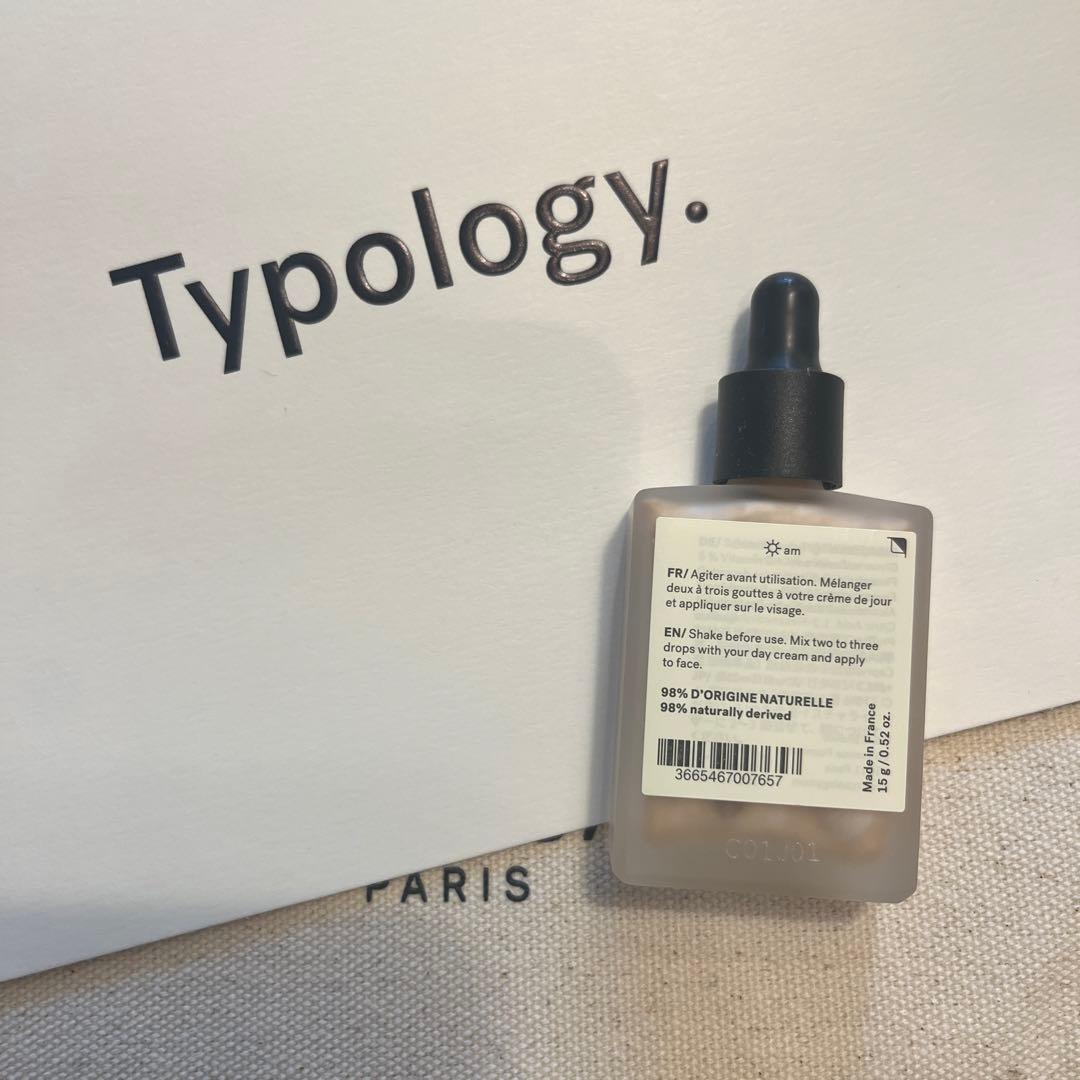 Typology.
am
FR/ Agiter avant utilisation. Mélanger
deux à trois gouttes à votre crème de jour
et appliquer sur le visage.
EN/ Shake before use. Mix two to three
drops with your day cream and apply
to face.
98% D'ORIGINE NATURELLE
98% naturally derived
3665467007657
Made in France
15 g / 0.52 oz.
C01J01
PARIS